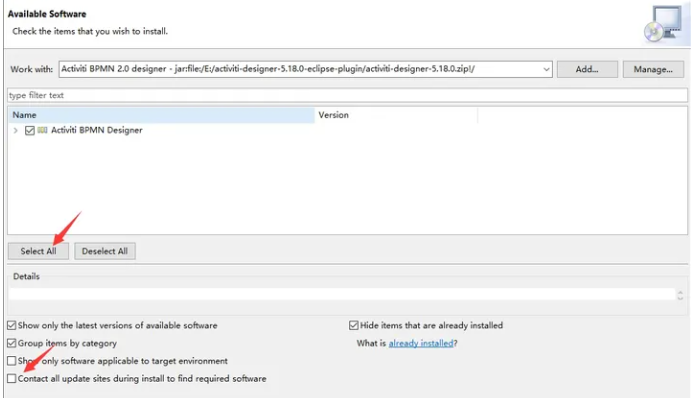 Available Software
Check the items that you wish to install.
Work with: Activiti BPMN 2.0 designer - jar:file:/E:/activiti-designer-5.18.0-eclipse-plugin/activiti-designer-5.18.0.zip!/ Add... Manage...
type filter text
Name Version
Activiti BPMN Designer
Select All Deselect All
Details
Show only the latest versions of available software Hide items that are already installed
Group items by category What is already installed?
Show only software applicable to target environment
Contact all update sites during install to find required software